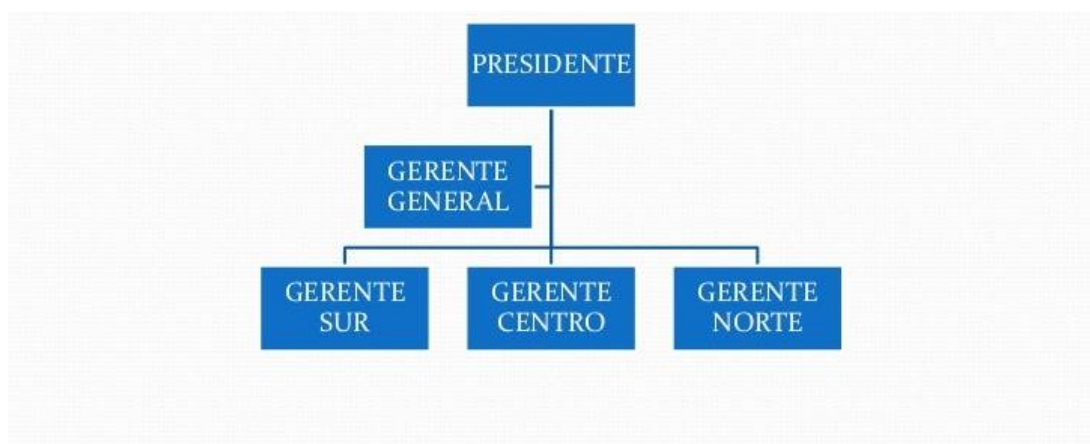 PRESIDENTE
GERENTE
GENERAL
GERENTE
SUR
GERENTE
CENTRO
GERENTE
NORTE